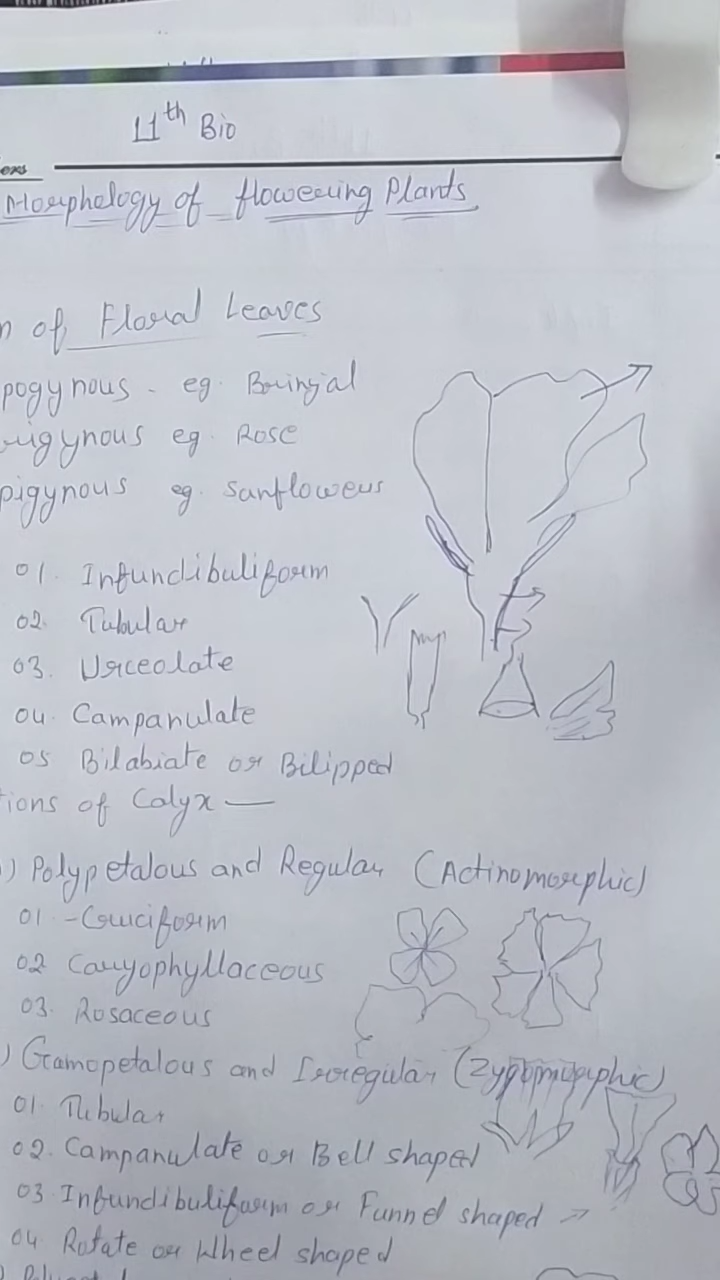 11th Bio
Morphology of flowering Plants
n of Floral Leaves
pogynous - eg. Brinjal
rigynous eg. Rose
pigynous eg. Sanflowers
01. Infundibuliform
02. Tubular
03. Urceolate
04. Campanulate
05 Bilabiate or Bilipped
tions of Calyx —
) Polypetalous and Regular (Actinomorphic)
01 - Cruciform
02 Caryophyllaceous
03. Rosaceous
) Gamopetalous and Irregular (Zygomorphic)
01. Tubular
02. Campanulate or Bell shaped
03 Infundibuliform or Funnel shaped →
04 Rotate or Wheel shaped